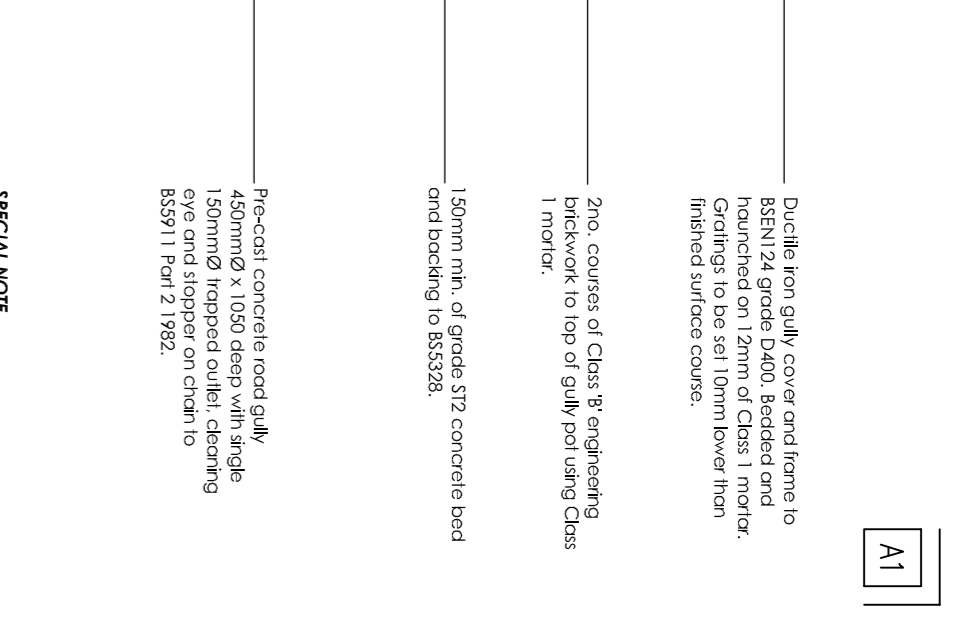 A1
Ductile iron gully cover and frame to
BSEN124 grade D400. Bedded and
haunched on 12mm of Class 1 mortar.
Gratings to be set 10mm lower than
finished surface course.
2no. courses of Class 'B' engineering
brickwork to top of gully pot using Class
1 mortar.
150mm min. of grade ST2 concrete bed
and backing to BS5328.
Pre-cast concrete road gully
450mmØ x 1050 deep with single
150mmØ trapped outlet, cleaning
eye and stopper on chain to
BS5911 Part 2 1982.
SPECIAL NOTE